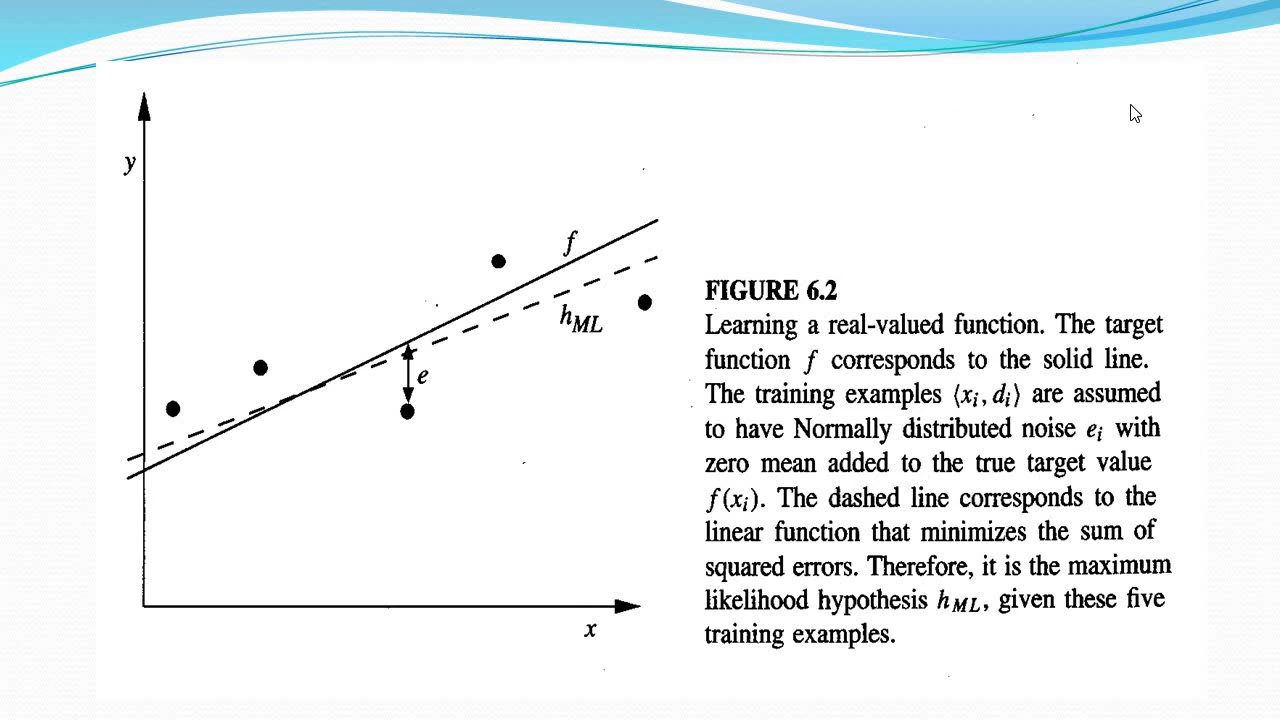 y
f
h_ML
e
x
FIGURE 6.2
Learning a real-valued function. The target
function f corresponds to the solid line.
The training examples ⟨x_i, d_i⟩ are assumed
to have Normally distributed noise e_i with
zero mean added to the true target value
f(x_i). The dashed line corresponds to the
linear function that minimizes the sum of
squared errors. Therefore, it is the maximum
likelihood hypothesis h_ML, given these five
training examples.